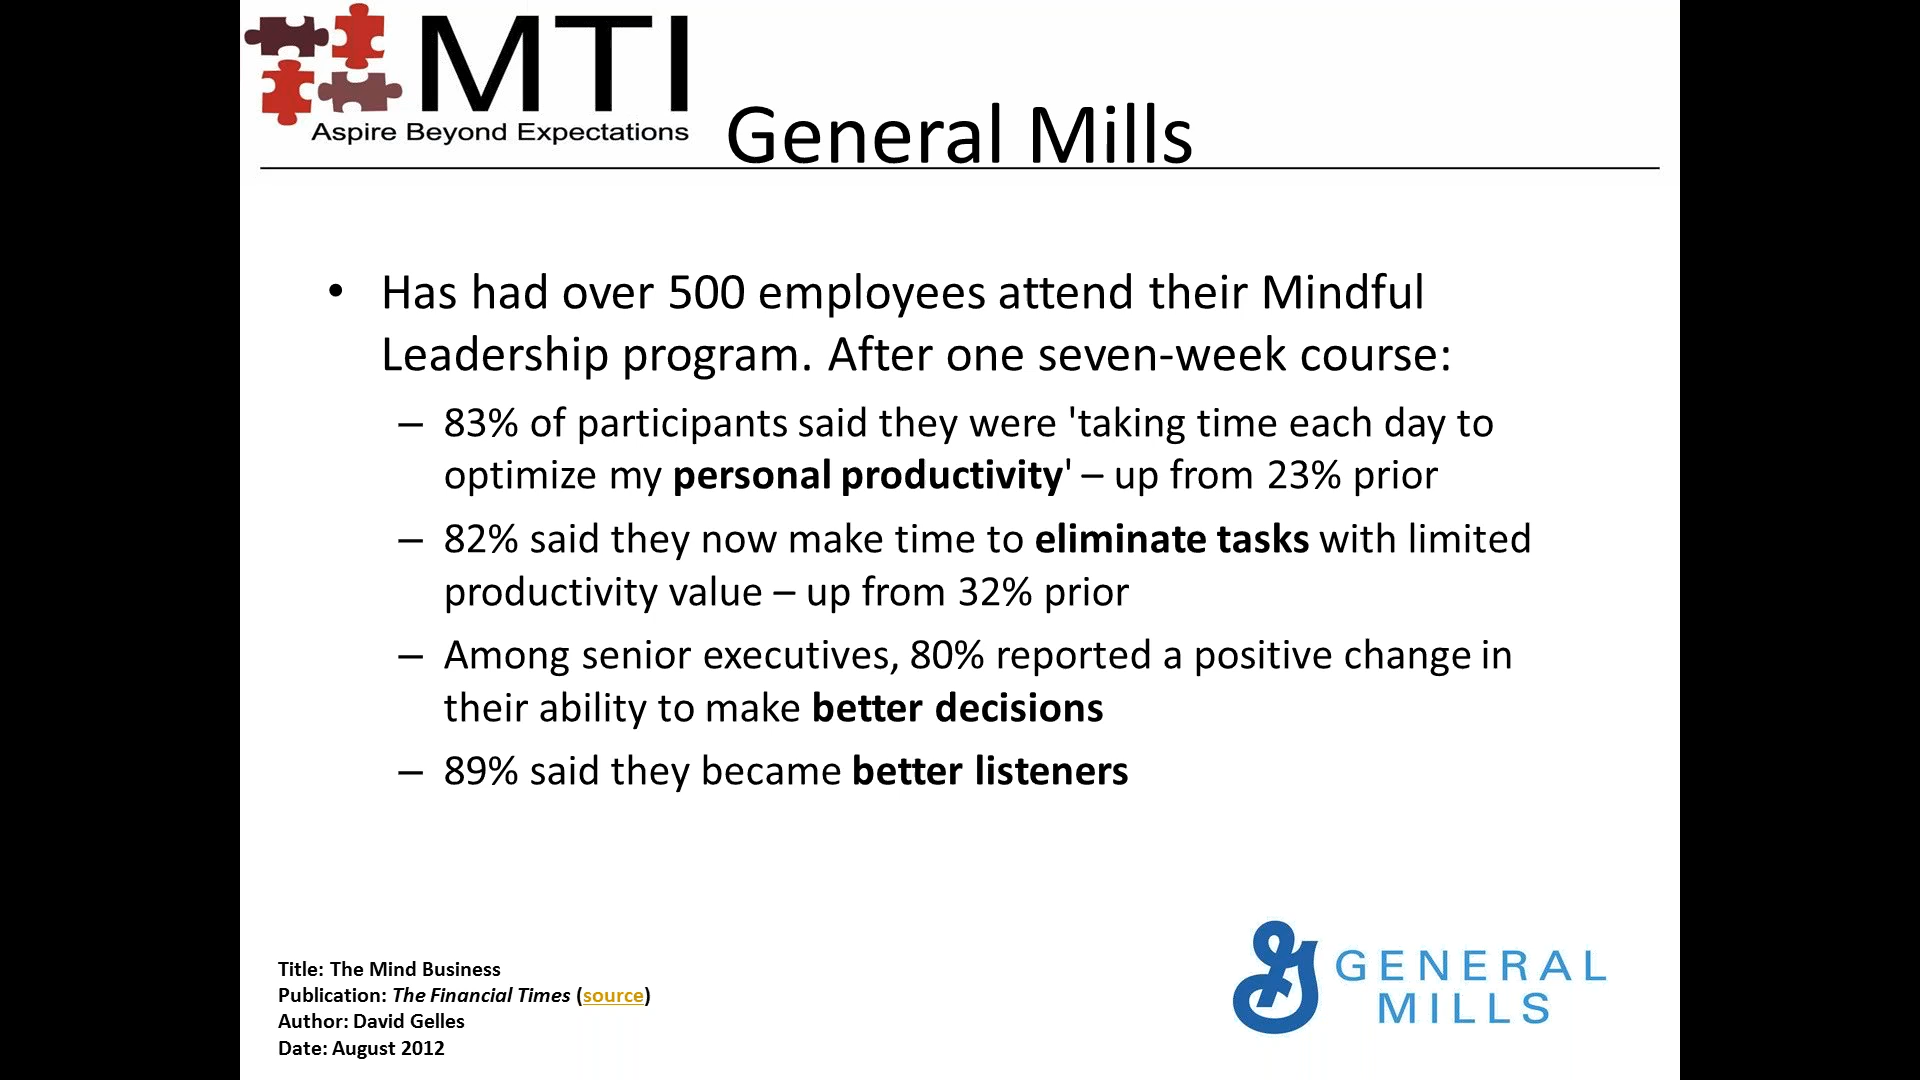 MTI
Aspire Beyond Expectations
General Mills
• Has had over 500 employees attend their Mindful
Leadership program. After one seven-week course:
– 83% of participants said they were 'taking time each day to
optimize my personal productivity' – up from 23% prior
– 82% said they now make time to eliminate tasks with limited
productivity value – up from 32% prior
– Among senior executives, 80% reported a positive change in
their ability to make better decisions
– 89% said they became better listeners
Title: The Mind Business
Publication: The Financial Times (source)
Author: David Gelles
Date: August 2012
GENERAL
MILLS